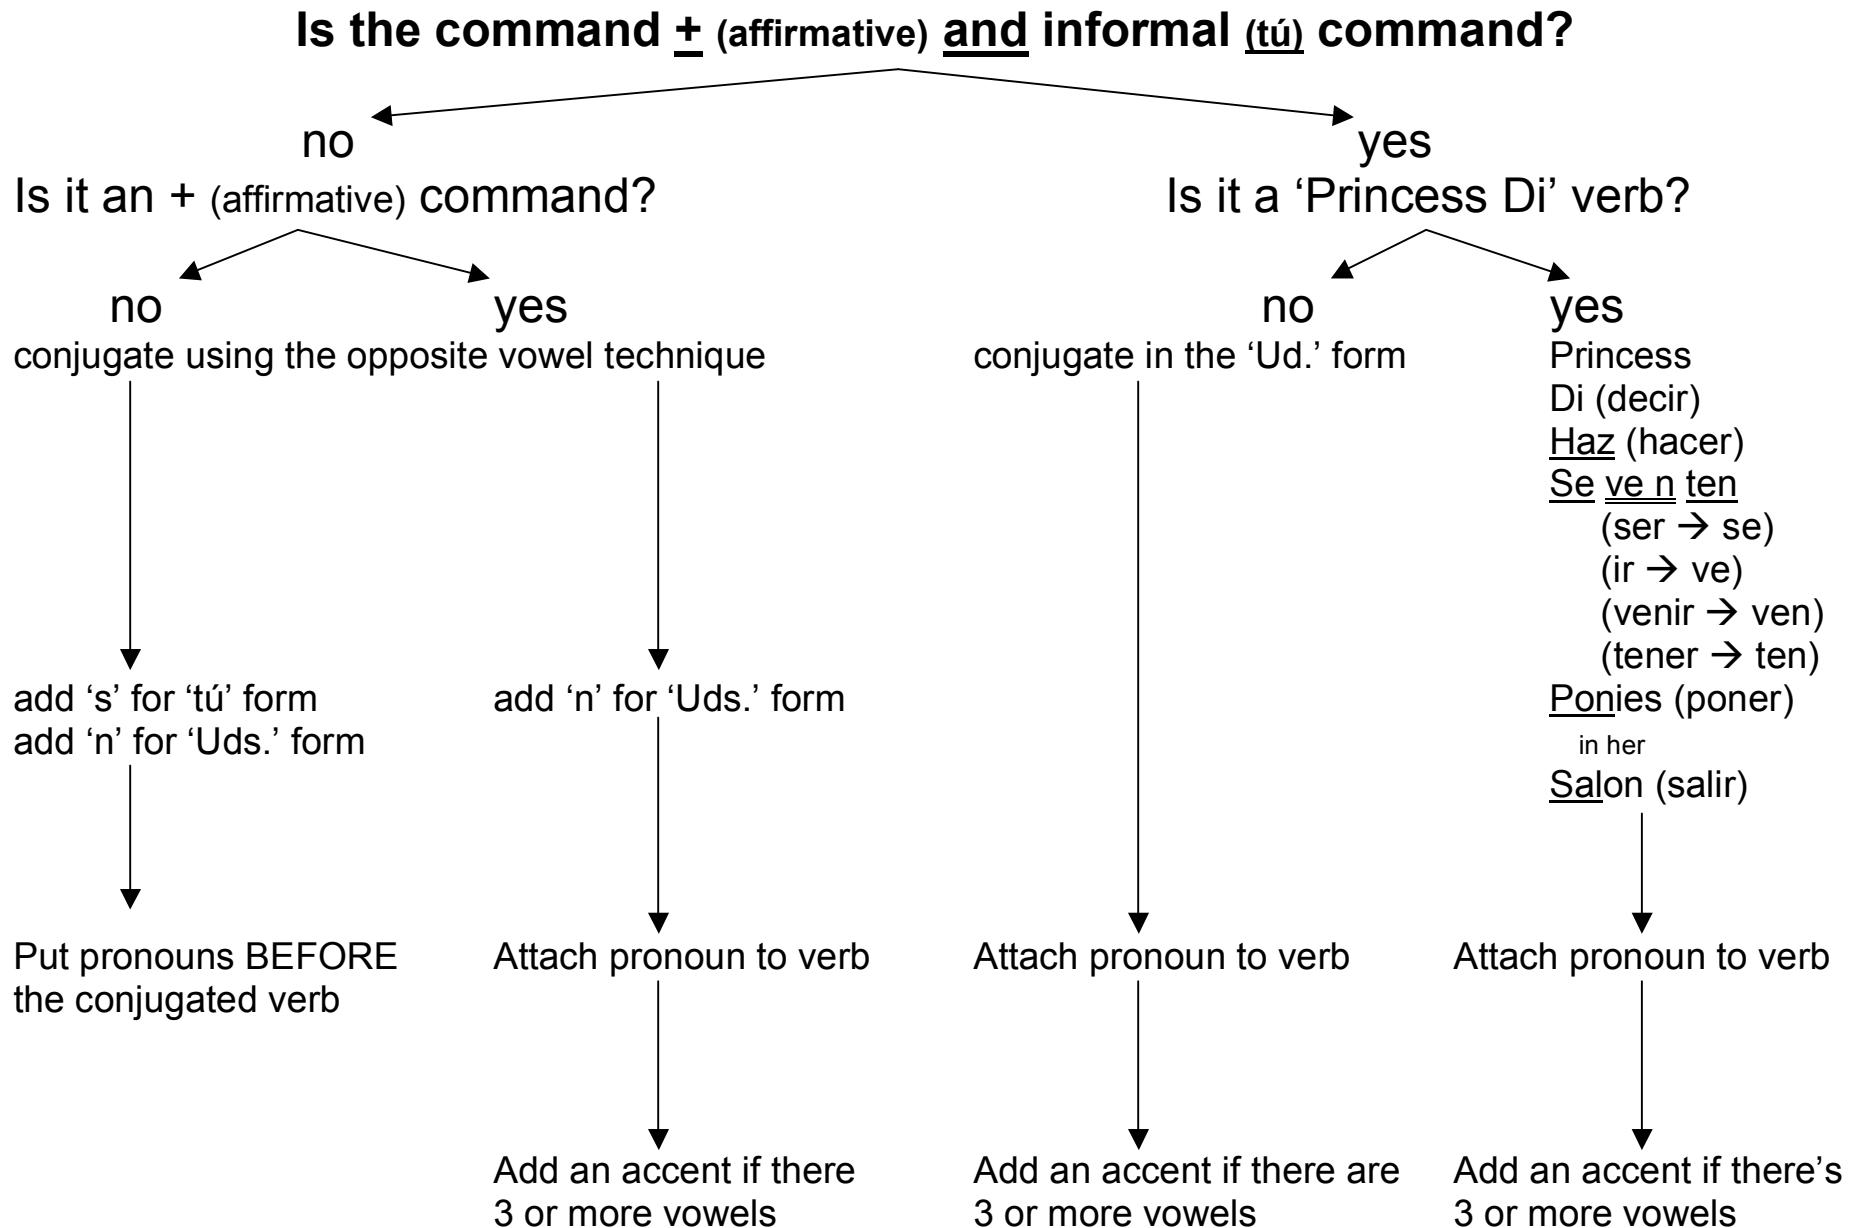 Is the command + (affirmative) and informal (tú) command?
no
yes
Is it an + (affirmative) command?
Is it a ‘Princess Di’ verb?
no
yes
no
yes
conjugate using the opposite vowel technique
conjugate in the ‘Ud.’ form
Princess
Di (decir)
Haz (hacer)
Se ve n ten
(ser → se)
(ir → ve)
(venir → ven)
(tener → ten)
Ponies (poner)
in her
Salon (salir)
add ‘s’ for ‘tú’ form
add ‘n’ for ‘Uds.’ form
add ‘n’ for ‘Uds.’ form
Put pronouns BEFORE
the conjugated verb
Attach pronoun to verb
Attach pronoun to verb
Attach pronoun to verb
Add an accent if there
3 or more vowels
Add an accent if there are
3 or more vowels
Add an accent if there’s
3 or more vowels